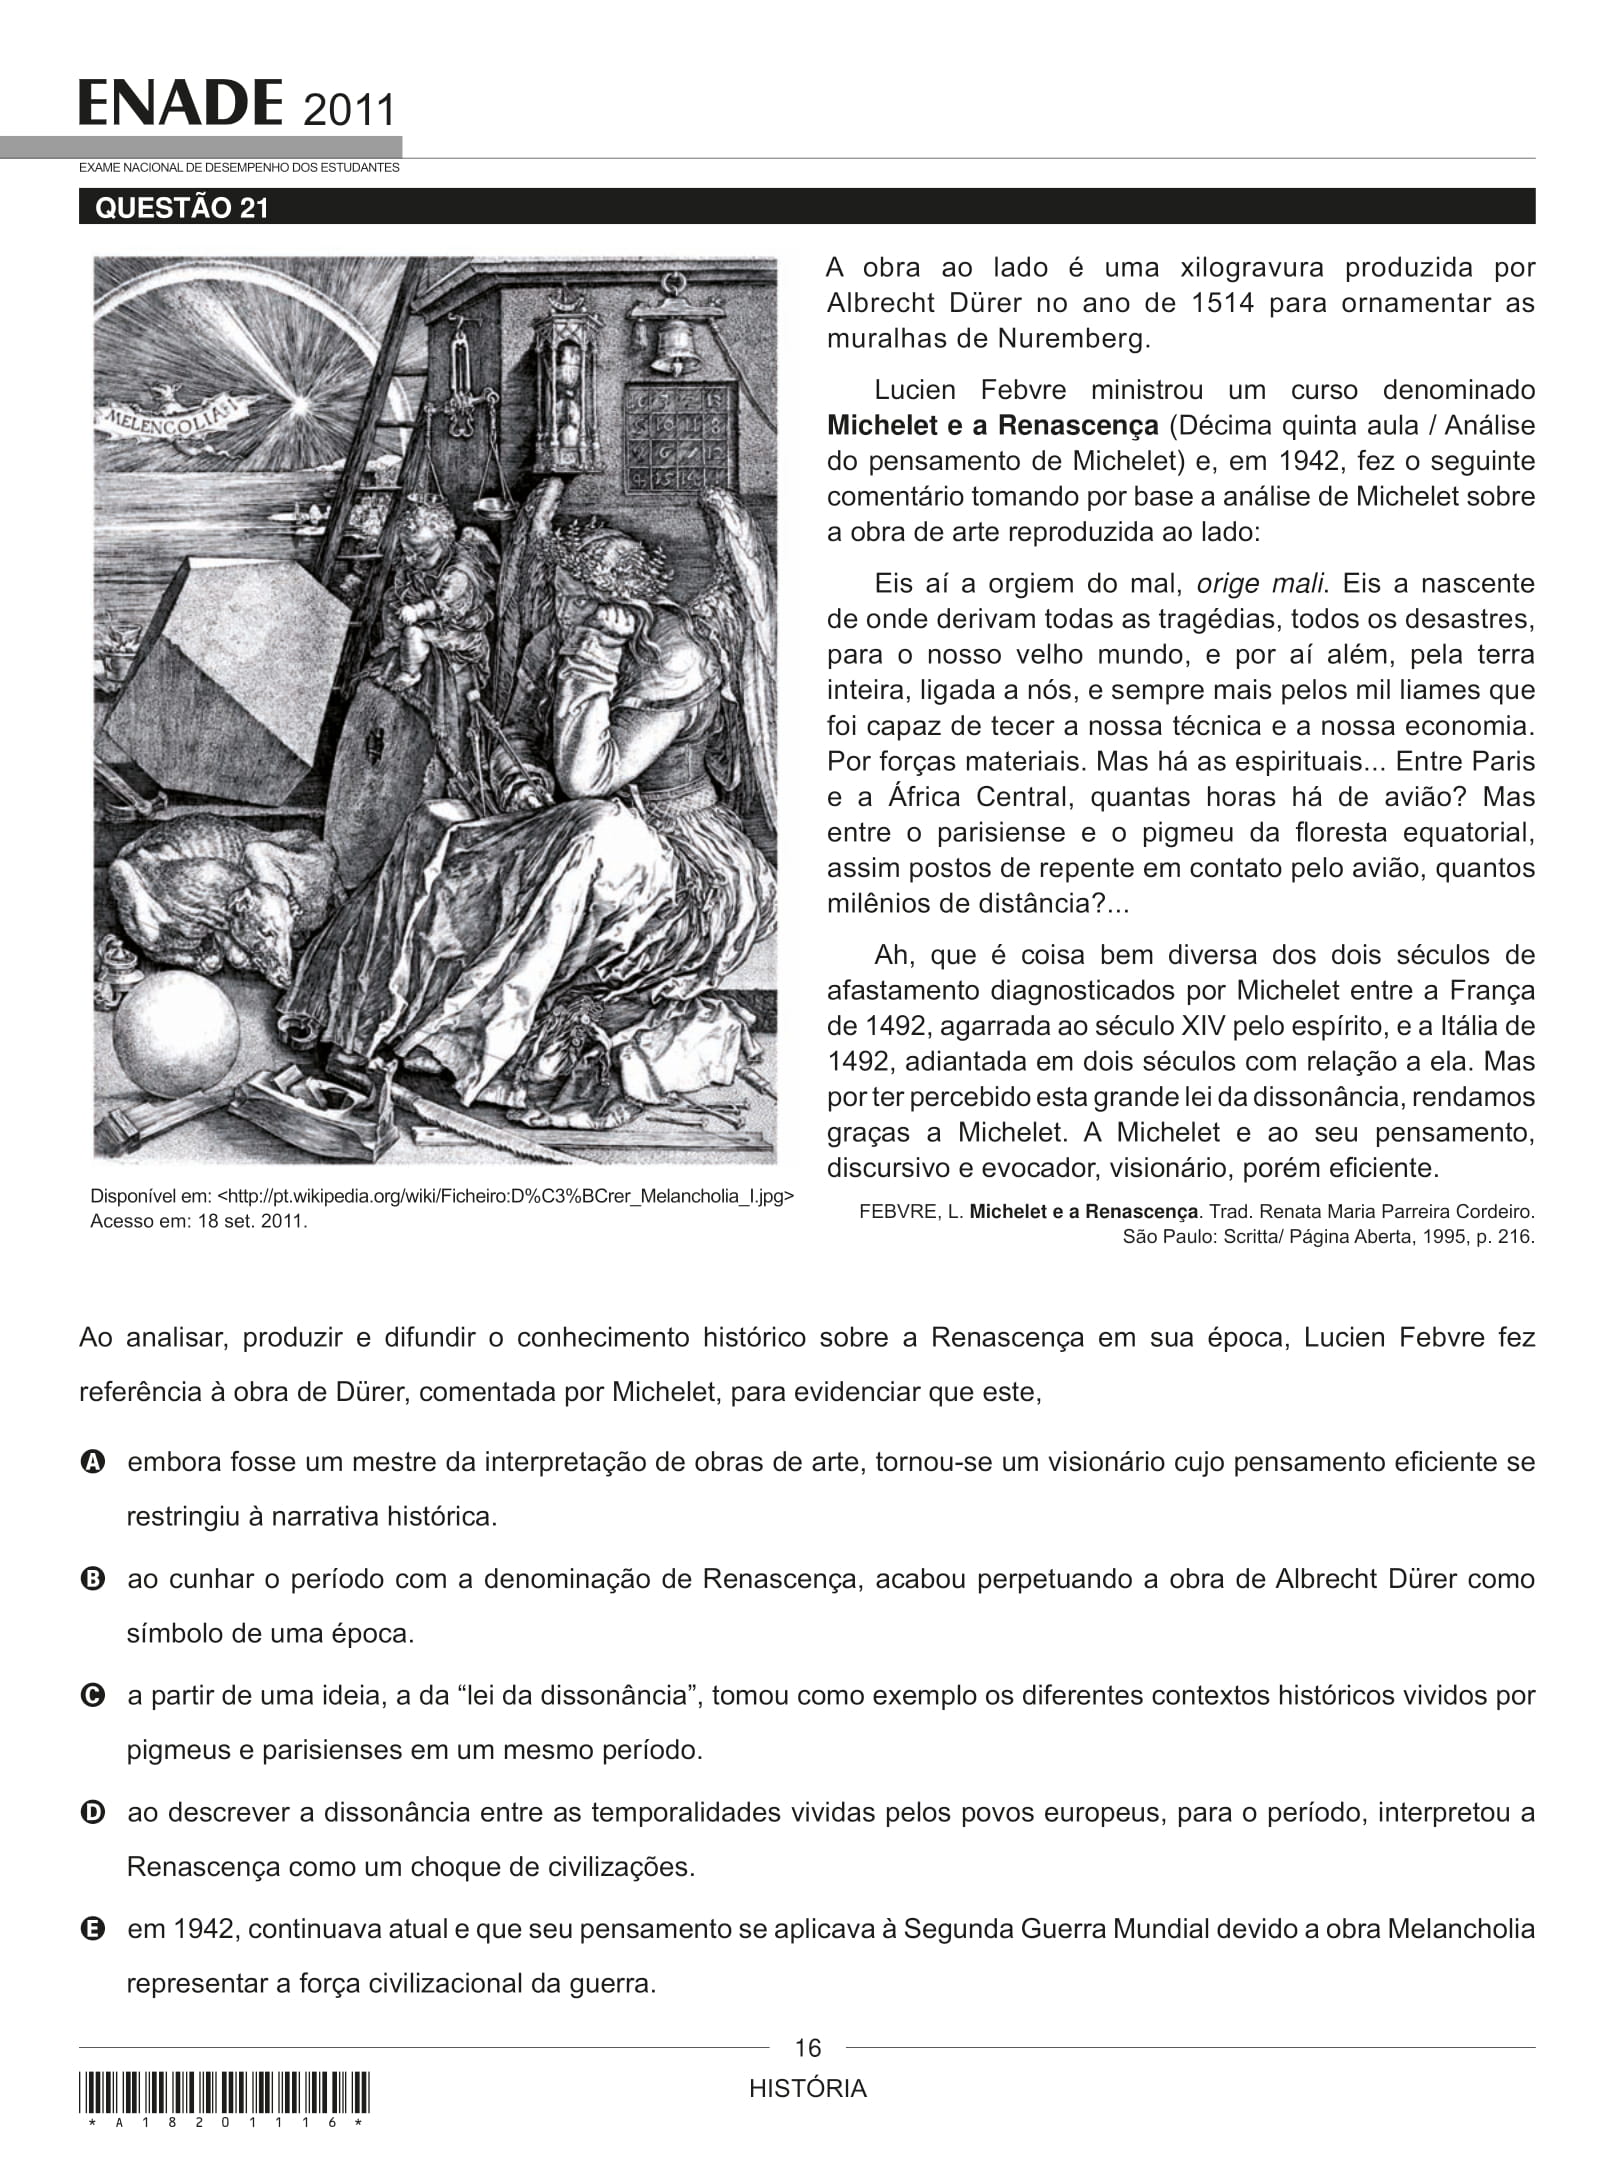 ENADE 2011
EXAME NACIONAL DE DESEMPENHO DOS ESTUDANTES
QUESTÃO 21
MELENCOLIA I
Disponível em: <http://pt.wikipedia.org/wiki/Ficheiro:D%C3%BCrer_Melancholia_I.jpg>
Acesso em: 18 set. 2011.
A obra ao lado é uma xilogravura produzida por
Albrecht Dürer no ano de 1514 para ornamentar as
muralhas de Nuremberg.
Lucien Febvre ministrou um curso denominado
Michelet e a Renascença (Décima quinta aula / Análise
do pensamento de Michelet) e, em 1942, fez o seguinte
comentário tomando por base a análise de Michelet sobre
a obra de arte reproduzida ao lado:
Eis aí a orgiem do mal, orige mali. Eis a nascente
de onde derivam todas as tragédias, todos os desastres,
para o nosso velho mundo, e por aí além, pela terra
inteira, ligada a nós, e sempre mais pelos mil liames que
foi capaz de tecer a nossa técnica e a nossa economia.
Por forças materiais. Mas há as espirituais... Entre Paris
e a África Central, quantas horas há de avião? Mas
entre o parisiense e o pigmeu da floresta equatorial,
assim postos de repente em contato pelo avião, quantos
milênios de distância?...
Ah, que é coisa bem diversa dos dois séculos de
afastamento diagnosticados por Michelet entre a França
de 1492, agarrada ao século XIV pelo espírito, e a Itália de
1492, adiantada em dois séculos com relação a ela. Mas
por ter percebido esta grande lei da dissonância, rendamos
graças a Michelet. A Michelet e ao seu pensamento,
discursivo e evocador, visionário, porém eficiente.
FEBVRE, L. Michelet e a Renascença. Trad. Renata Maria Parreira Cordeiro.
São Paulo: Scritta/ Página Aberta, 1995, p. 216.
Ao analisar, produzir e difundir o conhecimento histórico sobre a Renascença em sua época, Lucien Febvre fez
referência à obra de Dürer, comentada por Michelet, para evidenciar que este,
A embora fosse um mestre da interpretação de obras de arte, tornou-se um visionário cujo pensamento eficiente se
restringiu à narrativa histórica.
B ao cunhar o período com a denominação de Renascença, acabou perpetuando a obra de Albrecht Dürer como
símbolo de uma época.
C a partir de uma ideia, a da “lei da dissonância”, tomou como exemplo os diferentes contextos históricos vividos por
pigmeus e parisienses em um mesmo período.
D ao descrever a dissonância entre as temporalidades vividas pelos povos europeus, para o período, interpretou a
Renascença como um choque de civilizações.
E em 1942, continuava atual e que seu pensamento se aplicava à Segunda Guerra Mundial devido a obra Melancholia
representar a força civilizacional da guerra.
16
HISTÓRIA
* A 1 8 2 0 1 1 1 6 *